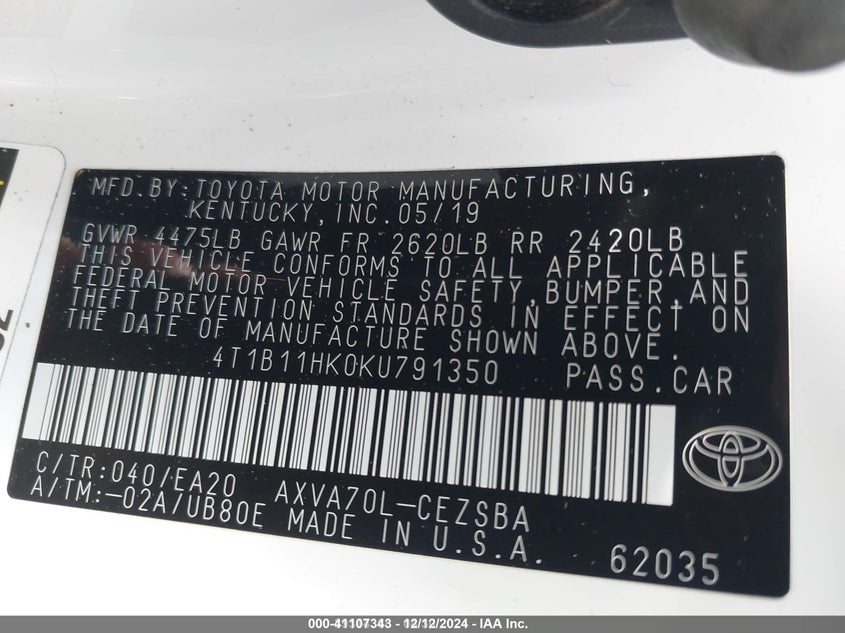 MFD.BY:TOYOTA MOTOR MANUFACTURING,
KENTUCKY,INC.05/19
GVWR 4475LB GAWR FR 2620LB RR 2420LB
THIS VEHICLE CONFORMS TO ALL APPLICABLE
FEDERAL MOTOR VEHICLE SAFETY,BUMPER,AND
THEFT PREVENTION STANDARDS IN EFFECT ON
THE DATE OF MANUFACTURE SHOWN ABOVE.
4T1B11HK0KU791350 PASS.CAR
C/TR:040/EA20 AXVA70L-CEZSBA
A/TM:-02A/UB80E MADE IN U.S.A.
62035
000-41107343 - 12/12/2024 - IAA Inc.